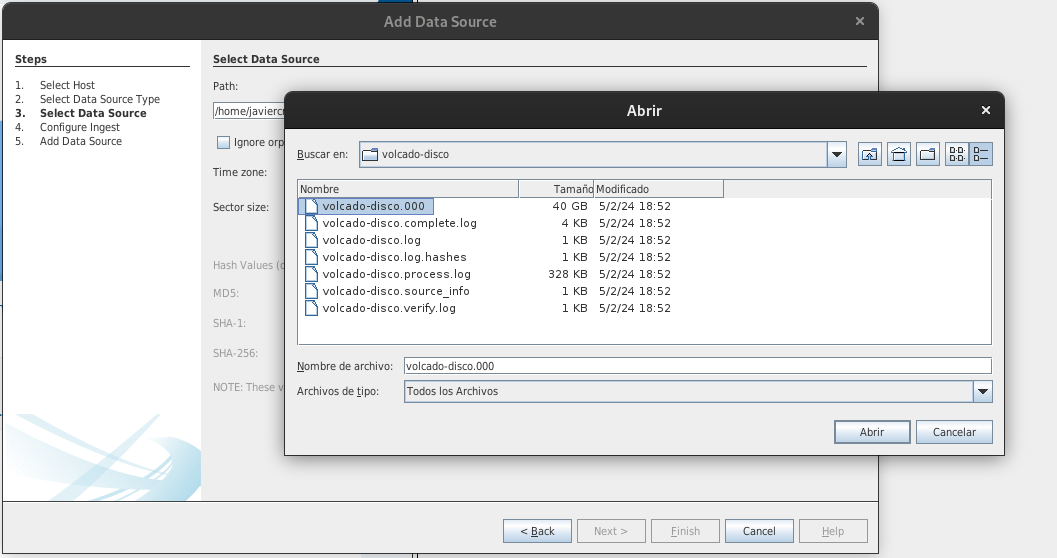 Add Data Source
Steps
1. Select Host
2. Select Data Source Type
3. Select Data Source
4. Configure Ingest
5. Add Data Source
Select Data Source
Path:
Ignore
Time zone:
Sector size:
Hash Values
MD5:
SHA-1:
SHA-256:
NOTE: These
Abrir
Buscar en: volcado-disco
Nombre Tamaño Modificado
volcado-disco.000 40 GB 5/2/24 18:52
volcado-disco.complete.log 4 KB 5/2/24 18:52
volcado-disco.log 1 KB 5/2/24 18:52
volcado-disco.log.hashes 1 KB 5/2/24 18:52
volcado-disco.process.log 328 KB 5/2/24 18:52
volcado-disco.source_info 1 KB 5/2/24 18:52
volcado-disco.verify.log 1 KB 5/2/24 18:52
Nombre de archivo: volcado-disco.000
Archivos de tipo: Todos los Archivos
Abrir Cancelar
< Back Next > Finish Cancel Help